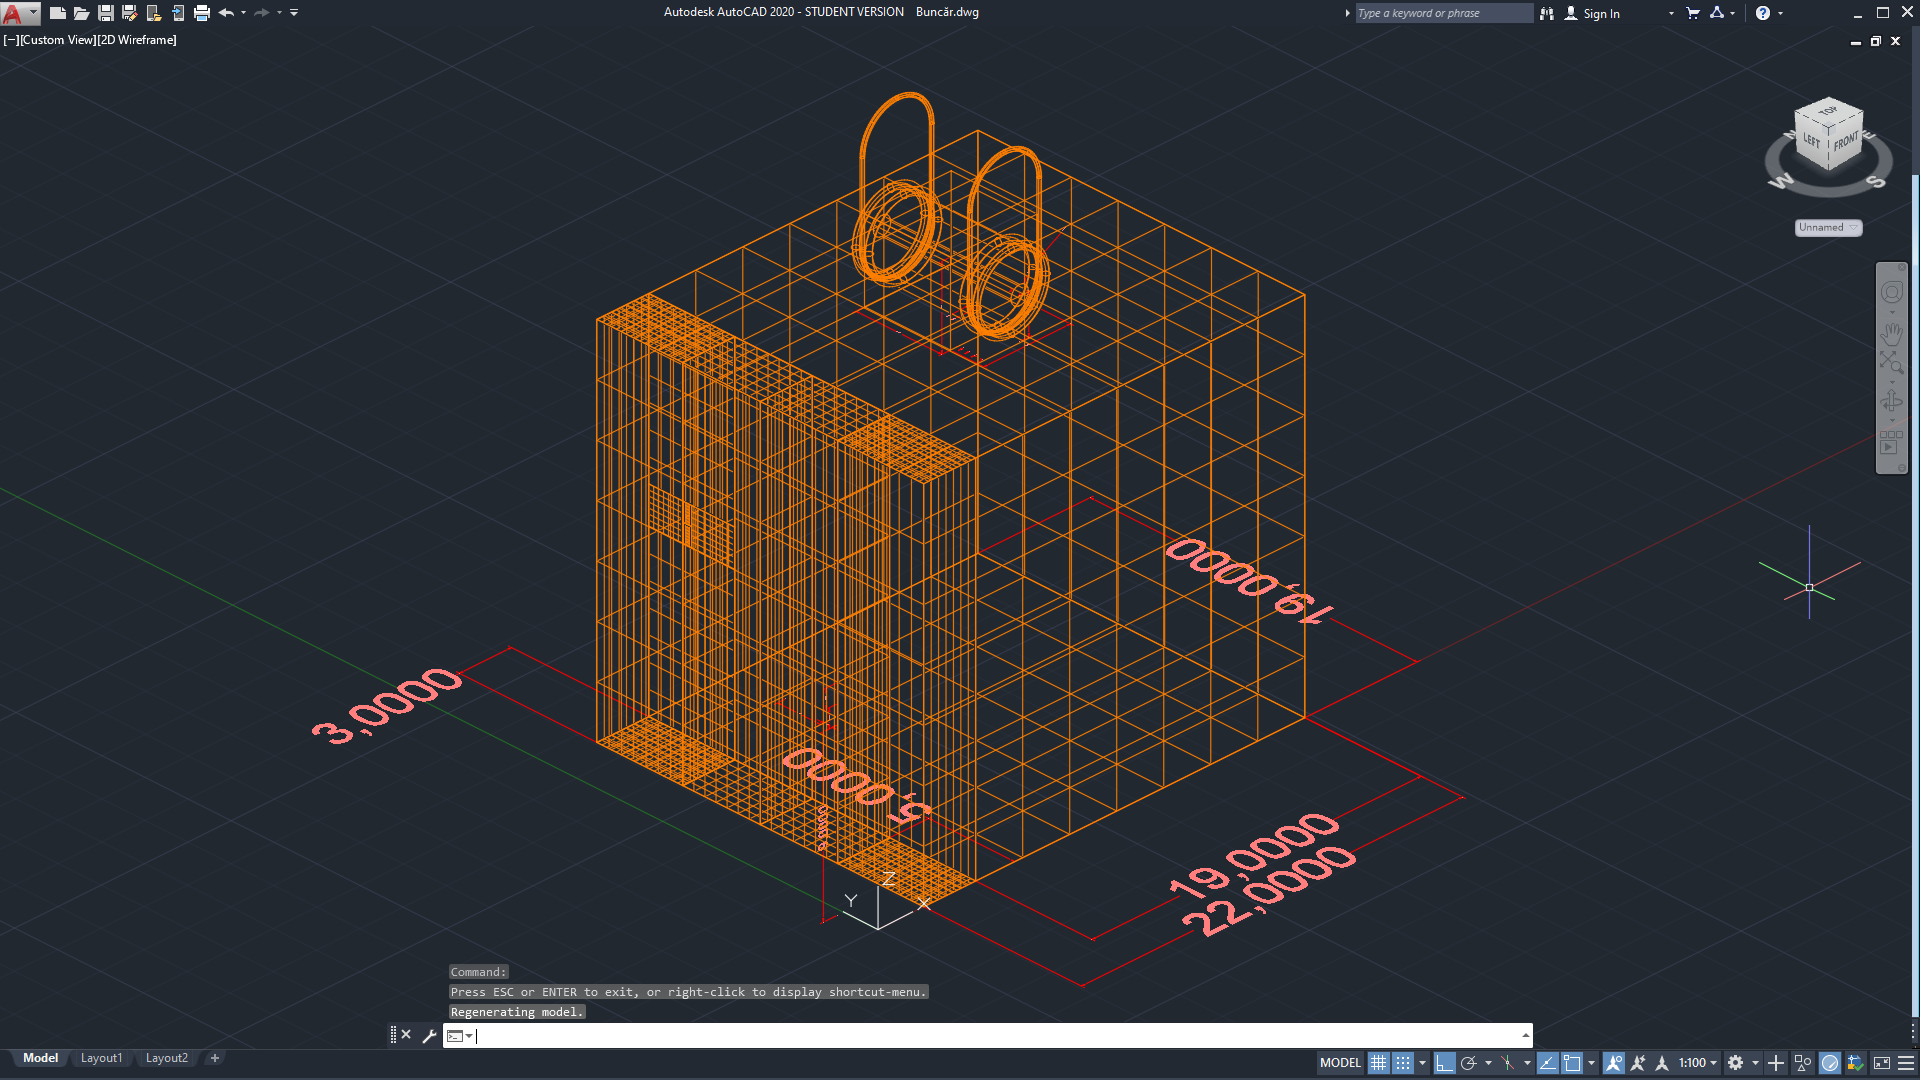 Autodesk AutoCAD 2020 - STUDENT VERSION Buncăr.dwg
Type a keyword or phrase
Sign In
[−][Custom View][2D Wireframe]
TOP
LEFT
FRONT
W
S
Unnamed
19,0000
3,0000
5,0000
19,0000
22,0000
Z
Y
X
Command:
Press ESC or ENTER to exit, or right-click to display shortcut-menu.
Regenerating model.
Model
Layout1
Layout2
MODEL
1:100